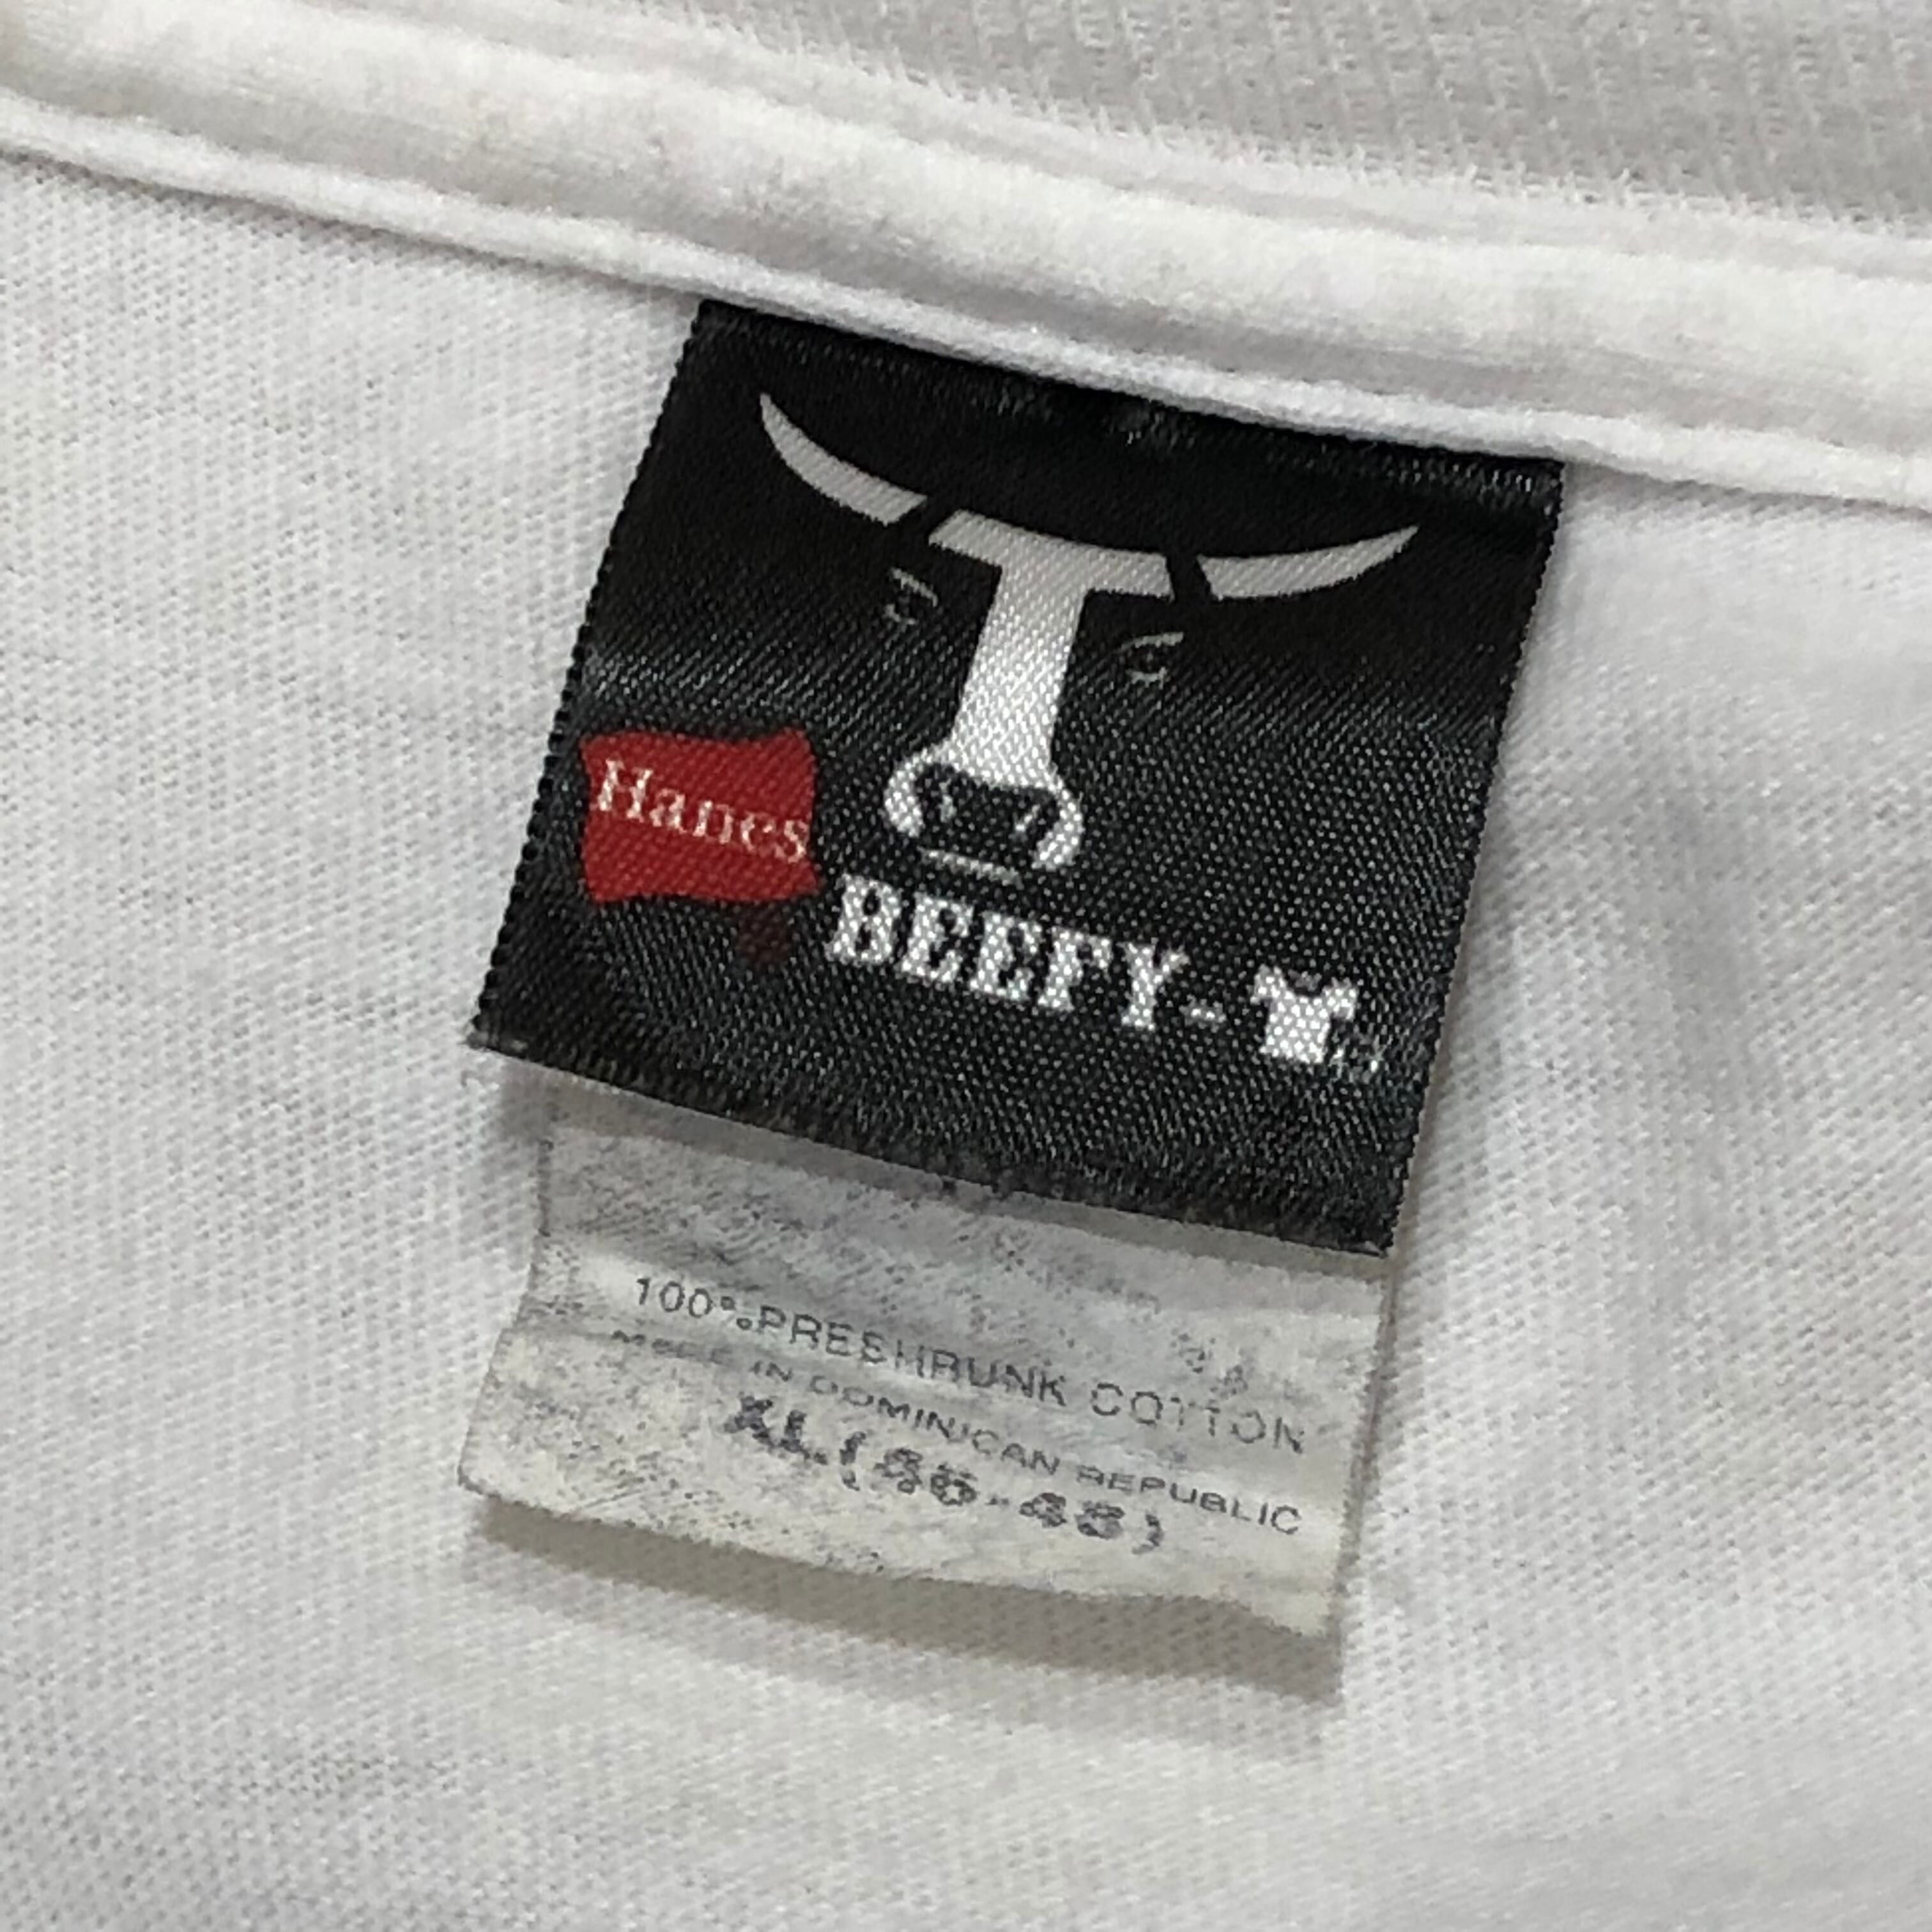 Hanes
BEEFY-
100% PRESHRUNK COTTON
MADE IN DOMINICAN REPUBLIC
XL (46-48)